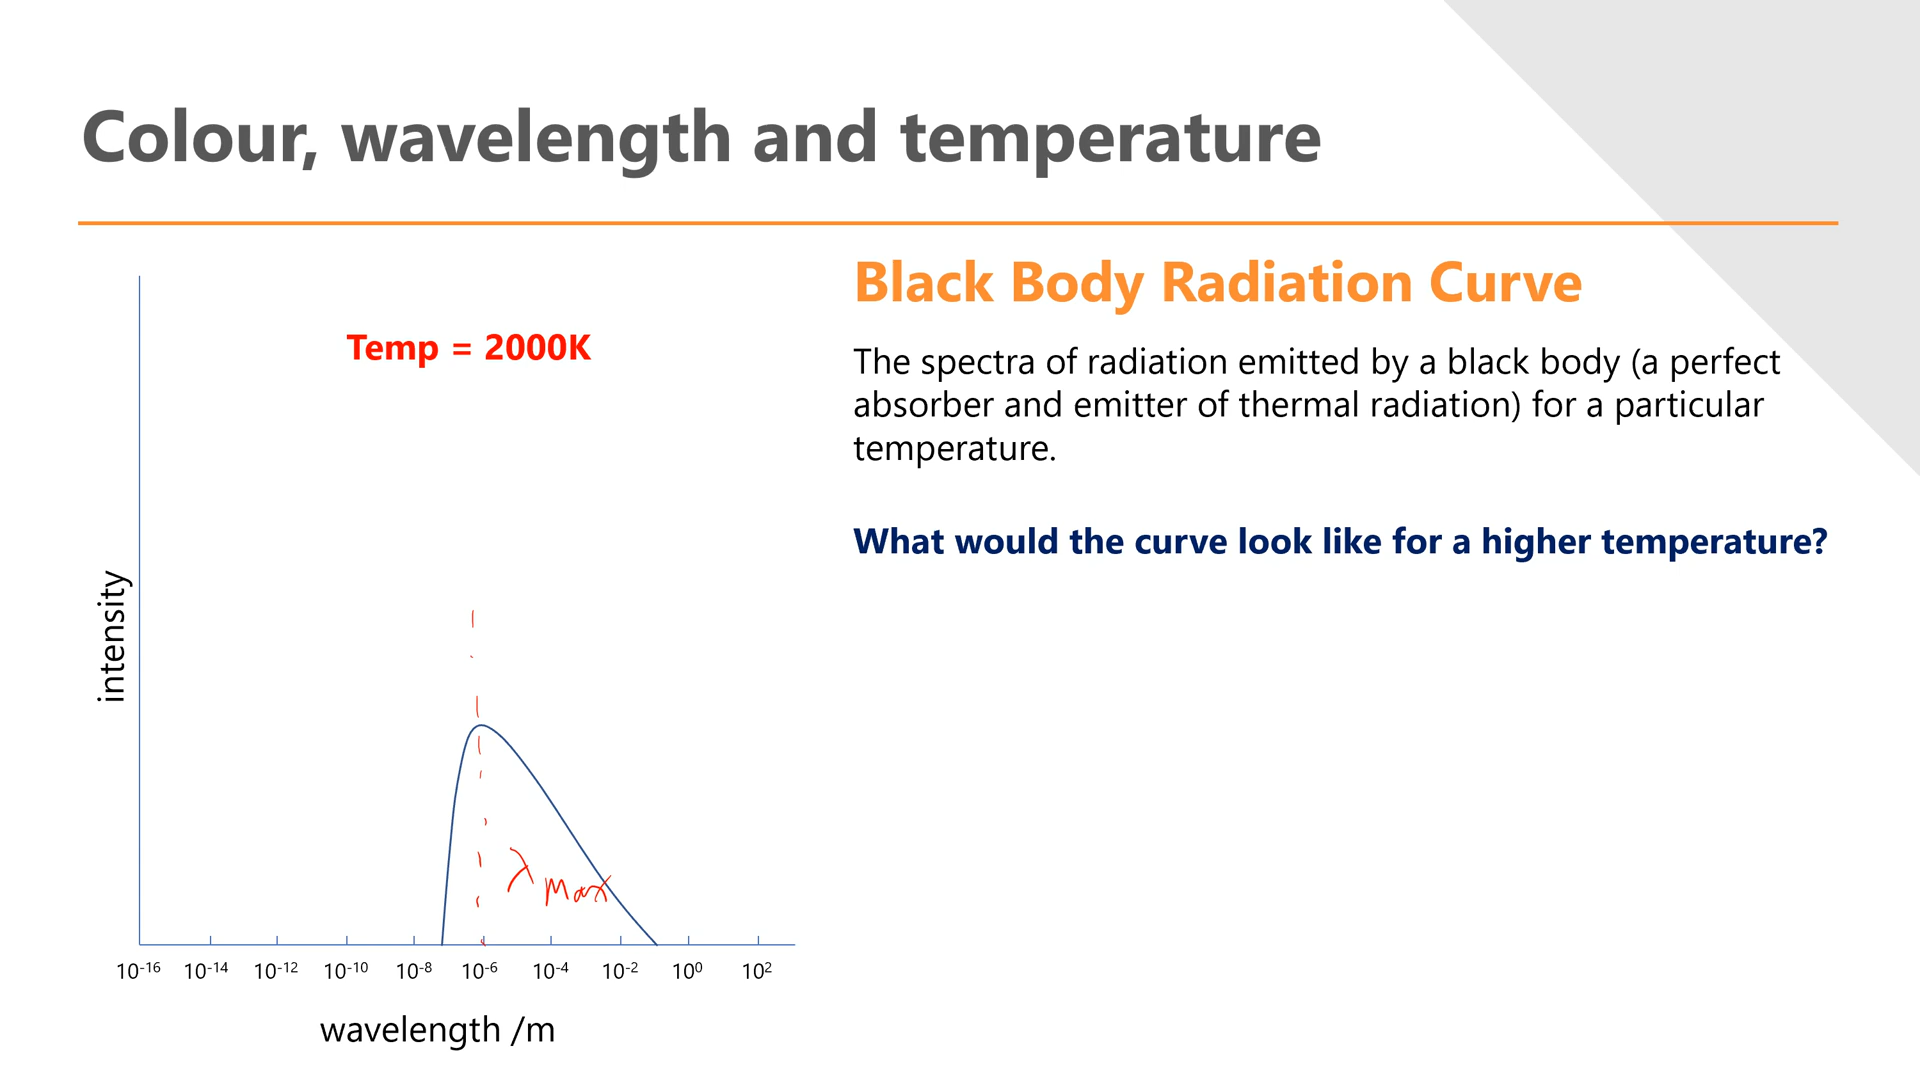 Colour, wavelength and temperature
Temp = 2000K
intensity
λ max
10⁻¹⁶ 10⁻¹⁴ 10⁻¹² 10⁻¹⁰ 10⁻⁸ 10⁻⁶ 10⁻⁴ 10⁻² 10⁰ 10²
wavelength /m
Black Body Radiation Curve
The spectra of radiation emitted by a black body (a perfect
absorber and emitter of thermal radiation) for a particular
temperature.
What would the curve look like for a higher temperature?